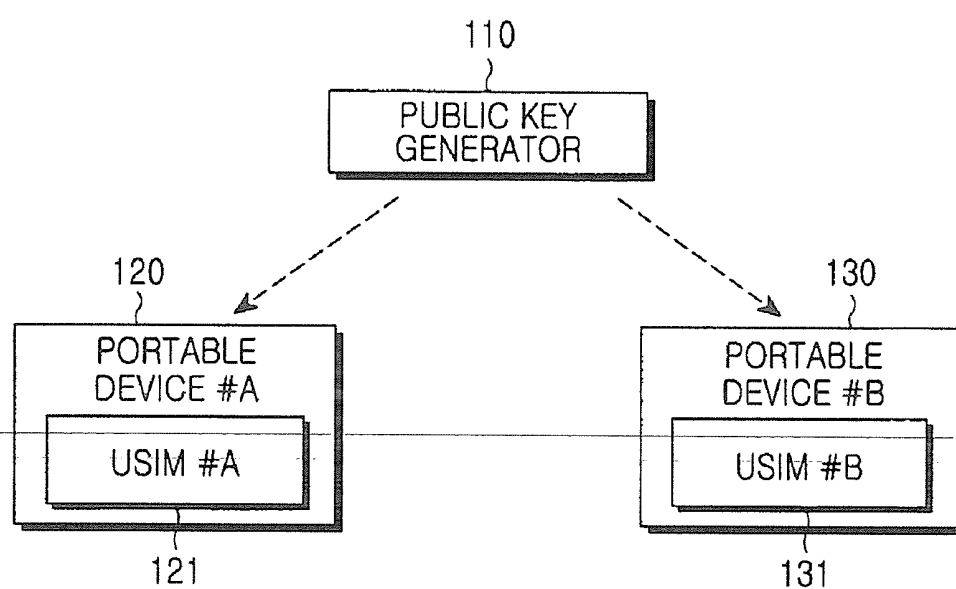 110
PUBLIC KEY
GENERATOR
120
130
PORTABLE
DEVICE #A
PORTABLE
DEVICE #B
USIM #A
USIM #B
121
131